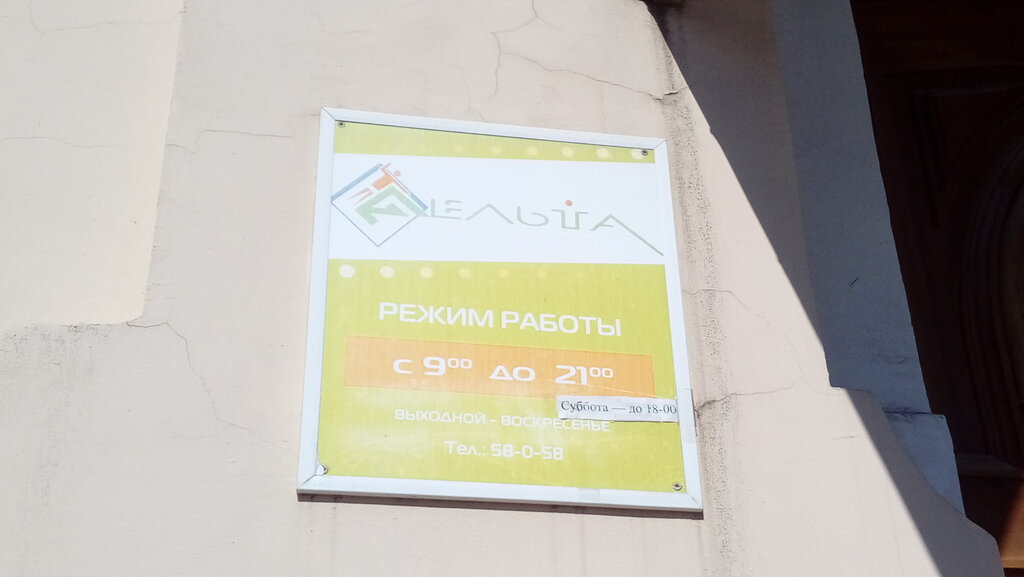 ДЕЛЬТА
РЕЖИМ РАБОТЫ
с 9⁰⁰ до 21⁰⁰
Суббота — до 18-00
ВЫХОДНОЙ - ВОСКРЕСЕНЬЕ
Тел.: 58-0-58